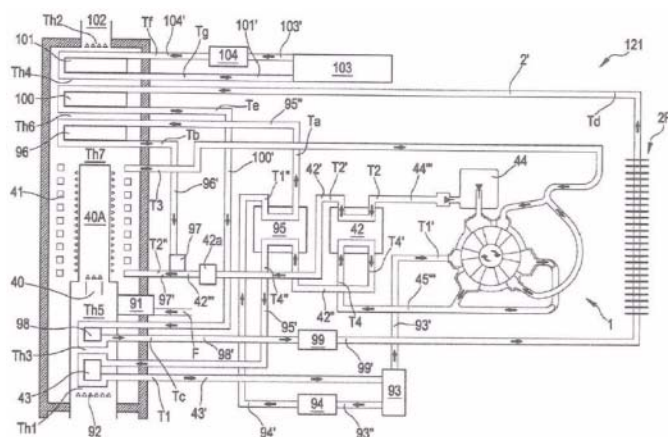 Th2 102 Tf 104' 104 103'
101 Tg 101' 103 121
Th4 2'
100 Te 95" Td
Th6 Ta 2R
96 Tb 100'
Th7 T1" 42' T2' T2 44''' 44
41 T3 96'
40A 95 42 T1'
97 42a
T2" T4'
40 97' 42''' T4" T4 45'''
91 42" 1
Th5 95'
98 F 93'
Th3 98' 99 99'
43 Tc 93
T1 43' 94
Th1 92 94' 93"